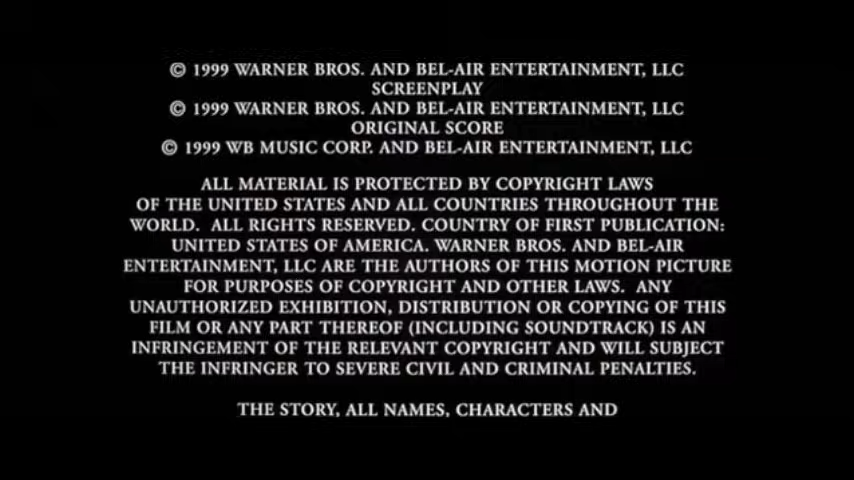 © 1999 WARNER BROS. AND BEL-AIR ENTERTAINMENT, LLC
SCREENPLAY
© 1999 WARNER BROS. AND BEL-AIR ENTERTAINMENT, LLC
ORIGINAL SCORE
© 1999 WB MUSIC CORP. AND BEL-AIR ENTERTAINMENT, LLC
ALL MATERIAL IS PROTECTED BY COPYRIGHT LAWS
OF THE UNITED STATES AND ALL COUNTRIES THROUGHOUT THE
WORLD. ALL RIGHTS RESERVED. COUNTRY OF FIRST PUBLICATION:
UNITED STATES OF AMERICA. WARNER BROS. AND BEL-AIR
ENTERTAINMENT, LLC ARE THE AUTHORS OF THIS MOTION PICTURE
FOR PURPOSES OF COPYRIGHT AND OTHER LAWS. ANY
UNAUTHORIZED EXHIBITION, DISTRIBUTION OR COPYING OF THIS
FILM OR ANY PART THEREOF (INCLUDING SOUNDTRACK) IS AN
INFRINGEMENT OF THE RELEVANT COPYRIGHT AND WILL SUBJECT
THE INFRINGER TO SEVERE CIVIL AND CRIMINAL PENALTIES.
THE STORY, ALL NAMES, CHARACTERS AND